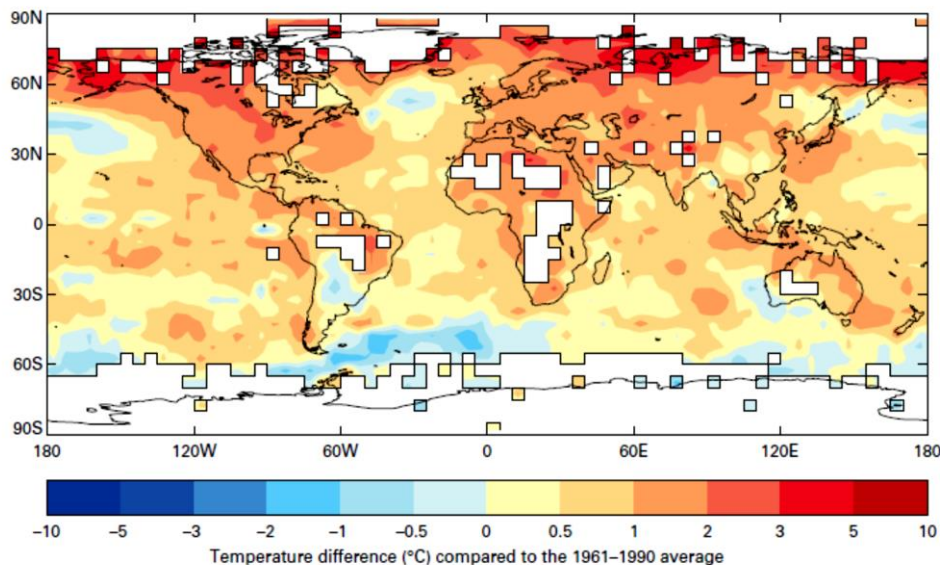 90N
60N
30N
0
30S
60S
90S
180 120W 60W 0 60E 120E 180
−10 −5 −3 −2 −1 −0.5 0 0.5 1 2 3 5 10
Temperature difference (°C) compared to the 1961–1990 average